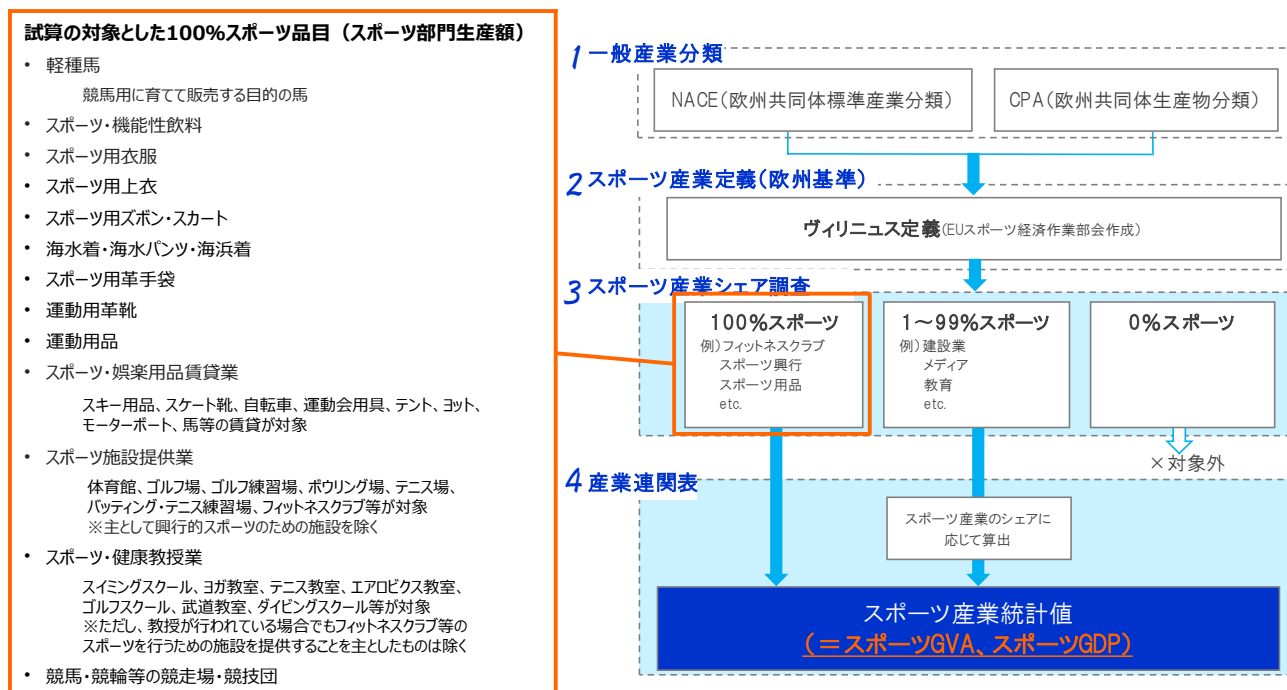 試算の対象とした100%スポーツ品目（スポーツ部門生産額）
• 軽種馬
競馬用に育てて販売する目的の馬
• スポーツ・機能性飲料
• スポーツ用衣服
• スポーツ用上衣
• スポーツ用ズボン・スカート
• 海水着・海水パンツ・海浜着
• スポーツ用革手袋
• 運動用革靴
• 運動用品
• スポーツ・娯楽用品賃貸業
スキー用品、スケート靴、自転車、運動会用具、テント、ヨット、
モーターボート、馬等の賃貸が対象
• スポーツ施設提供業
体育館、ゴルフ場、ゴルフ練習場、ボウリング場、テニス場、
バッティング・テニス練習場、フィットネスクラブ等が対象
※主として興行的スポーツのための施設を除く
• スポーツ・健康教授業
スイミングスクール、ヨガ教室、テニス教室、エアロビクス教室、
ゴルフスクール、武道教室、ダイビングスクール等が対象
※ただし、教授が行われている場合でもフィットネスクラブ等の
スポーツを行うための施設を提供することを主としたものは除く
• 競馬・競輪等の競走場・競技団
1 一般産業分類
NACE（欧州共同体標準産業分類）
CPA（欧州共同体生産物分類）
2 スポーツ産業定義（欧州基準）
ヴィリニュス定義（EUスポーツ経済作業部会作成）
3 スポーツ産業シェア調査
100%スポーツ
例）フィットネスクラブ
スポーツ興行
スポーツ用品
etc.
1～99%スポーツ
例）建設業
メディア
教育
etc.
0%スポーツ
×対象外
4 産業連関表
スポーツ産業のシェアに
応じて算出
スポーツ産業統計値
（＝スポーツGVA、スポーツGDP）